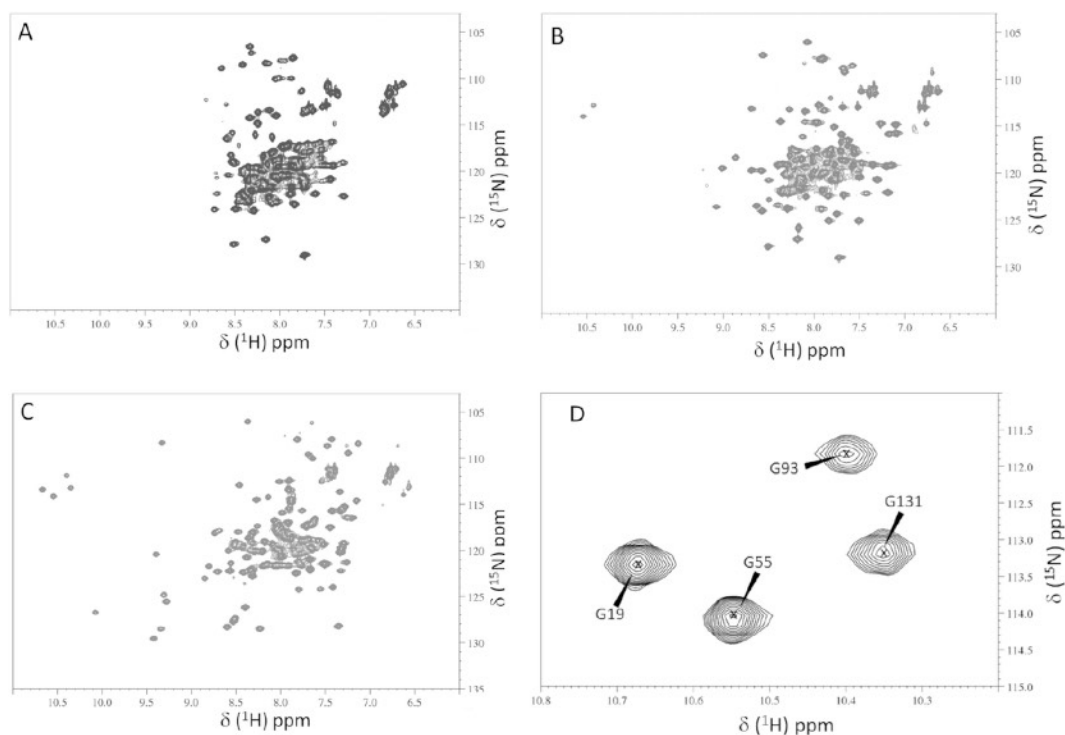 A
105
110
115
120
125
130
δ (¹⁵N) ppm
10.5 10.0 9.5 9.0 8.5 8.0 7.5 7.0 6.5
δ (¹H) ppm
B
105
110
115
120
125
130
δ (¹⁵N) ppm
10.5 10.0 9.5 9.0 8.5 8.0 7.5 7.0 6.5
δ (¹H) ppm
C
105
110
115
120
125
130
135
δ (¹⁵N) ppm
10.5 10.0 9.5 9.0 8.5 8.0 7.5 7.0 6.5
δ (¹H) ppm
D
G93
G131
G55
G19
111.5
112.0
112.5
113.0
113.5
114.0
114.5
115.0
δ (¹⁵N) ppm
10.8 10.7 10.6 10.5 10.4 10.3
δ (¹H) ppm